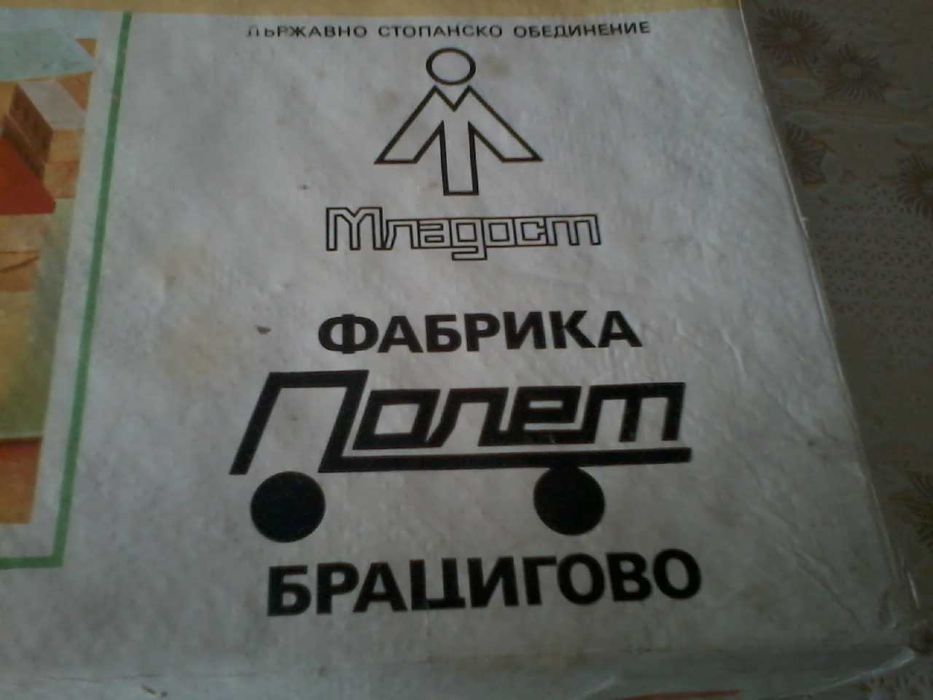 ДЪРЖАВНО СТОПАНСКО ОБЕДИНЕНИЕ
Младост
ФАБРИКА
Полет
БРАЦИГОВО